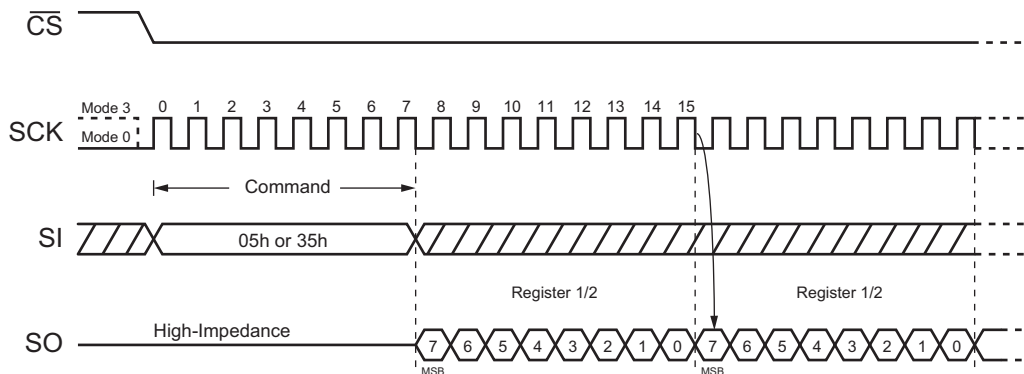 CS
Mode 3
0 1 2 3 4 5 6 7 8 9 10 11 12 13 14 15
SCK
Mode 0
Command
SI
05h or 35h
Register 1/2
Register 1/2
SO
High-Impedance
7 6 5 4 3 2 1 0 7 6 5 4 3 2 1 0
MSB
MSB